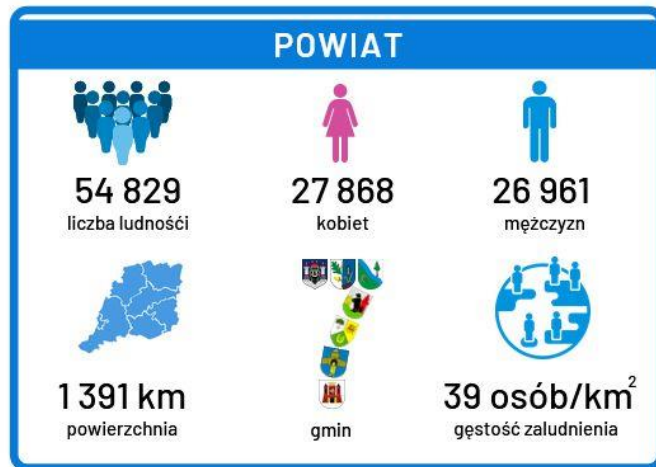 POWIAT
54 829
liczba ludnośći
27 868
kobiet
26 961
mężczyzn
1 391 km
powierzchnia
7
gmin
39 osób/km²
gęstość zaludnienia